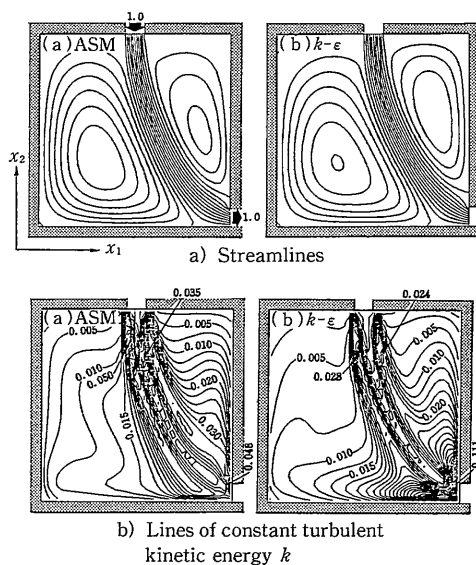 1.0
(a) ASM
(b) k-ε
x₂
1.0
x₁
a) Streamlines
0.035
0.024
(a) ASM
(b) k-ε
0.005
0.005
0.010
0.020
0.010
0.050
0.015
0.030
0.048
0.005
0.005
0.010
0.028
0.020
0.010
0.015
b) Lines of constant turbulent
kinetic energy k